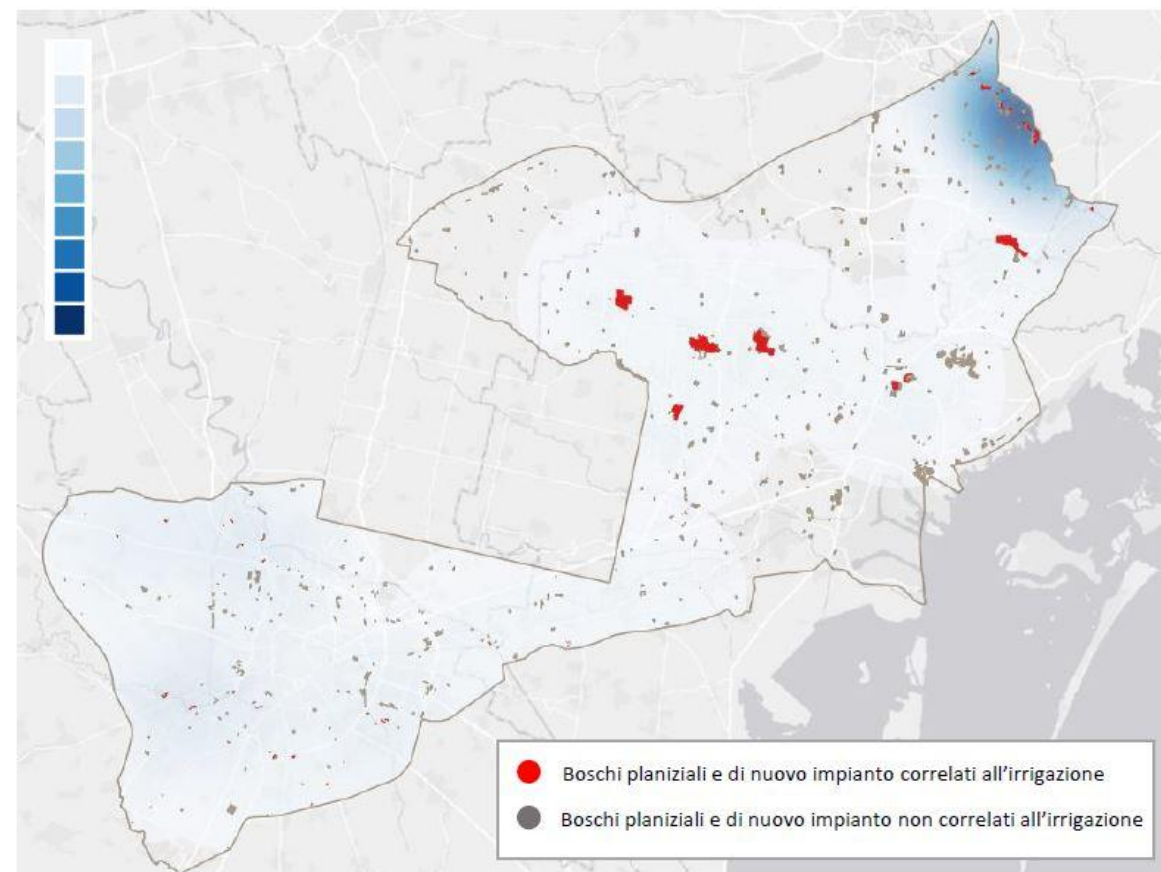 Boschi planiziali e di nuovo impianto correlati all'irrigazione
Boschi planiziali e di nuovo impianto non correlati all'irrigazione